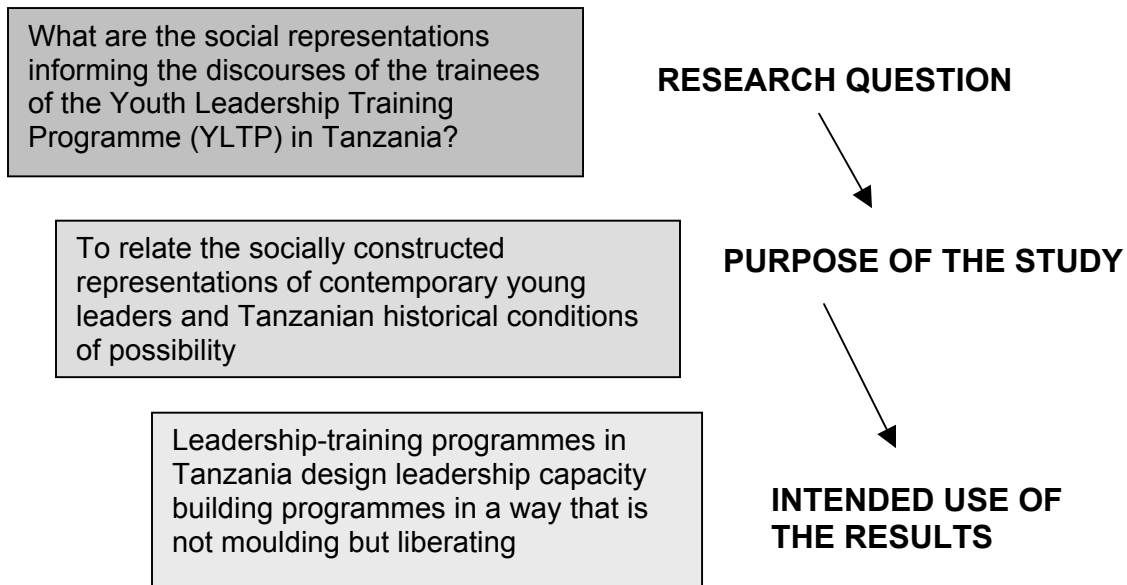 What are the social representations
informing the discourses of the trainees
of the Youth Leadership Training
Programme (YLTP) in Tanzania?
RESEARCH QUESTION
To relate the socially constructed
representations of contemporary young
leaders and Tanzanian historical conditions
of possibility
PURPOSE OF THE STUDY
Leadership-training programmes in
Tanzania design leadership capacity
building programmes in a way that is
not moulding but liberating
INTENDED USE OF
THE RESULTS